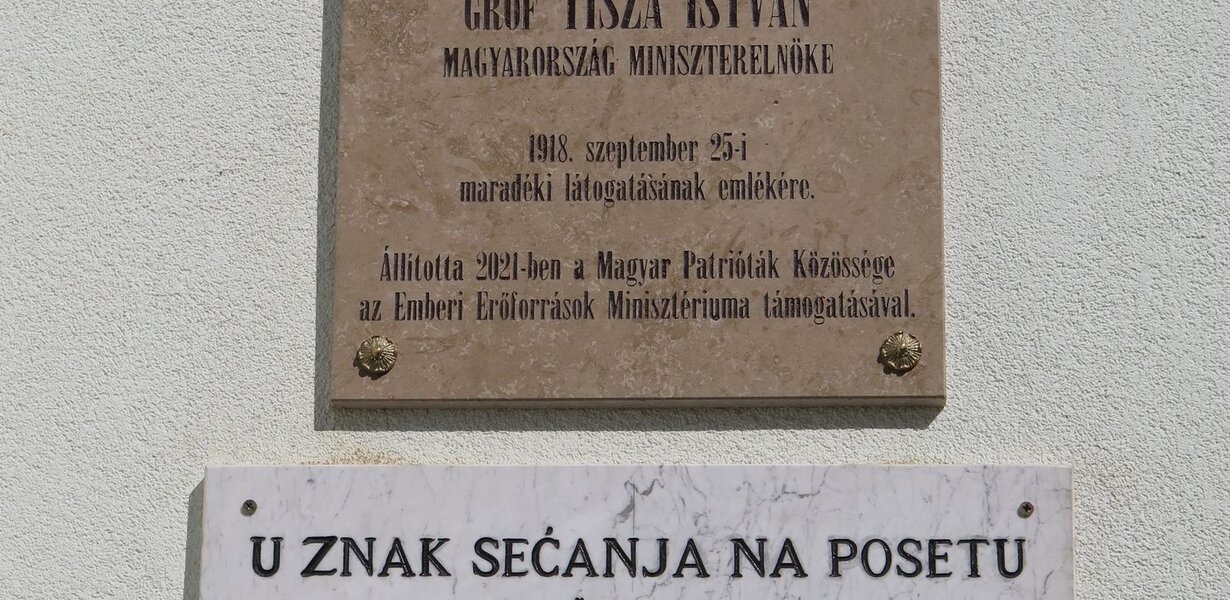 GRÓF TISZA ISTVÁN
MAGYARORSZÁG MINISZTERELNÖKE
1918. szeptember 25-i
maradéki látogatásának emlékére.
Állította 2021-ben a Magyar Patrióták Közössége
az Emberi Erőforrások Minisztériuma támogatásával.
U ZNAK SEĆANJA NA POSETU